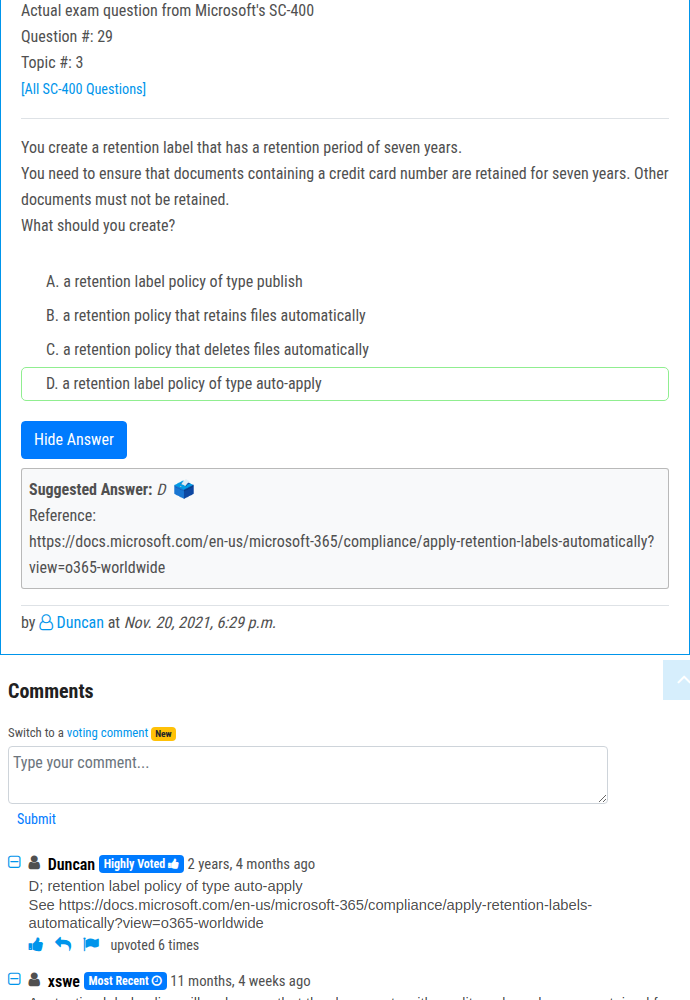 Actual exam question from Microsoft's SC-400
Question #: 29
Topic #: 3
[All SC-400 Questions]
You create a retention label that has a retention period of seven years.
You need to ensure that documents containing a credit card number are retained for seven years. Other
documents must not be retained.
What should you create?
A. a retention label policy of type publish
B. a retention policy that retains files automatically
C. a retention policy that deletes files automatically
D. a retention label policy of type auto-apply
Hide Answer
Suggested Answer: D
Reference:
https://docs.microsoft.com/en-us/microsoft-365/compliance/apply-retention-labels-automatically?
view=o365-worldwide
by Duncan at Nov. 20, 2021, 6:29 p.m.
Comments
Switch to a voting comment New
Type your comment...
Submit
Duncan Highly Voted 2 years, 4 months ago
D; retention label policy of type auto-apply
See https://docs.microsoft.com/en-us/microsoft-365/compliance/apply-retention-labels-
automatically?view=o365-worldwide
upvoted 6 times
xswe Most Recent 11 months, 4 weeks ago